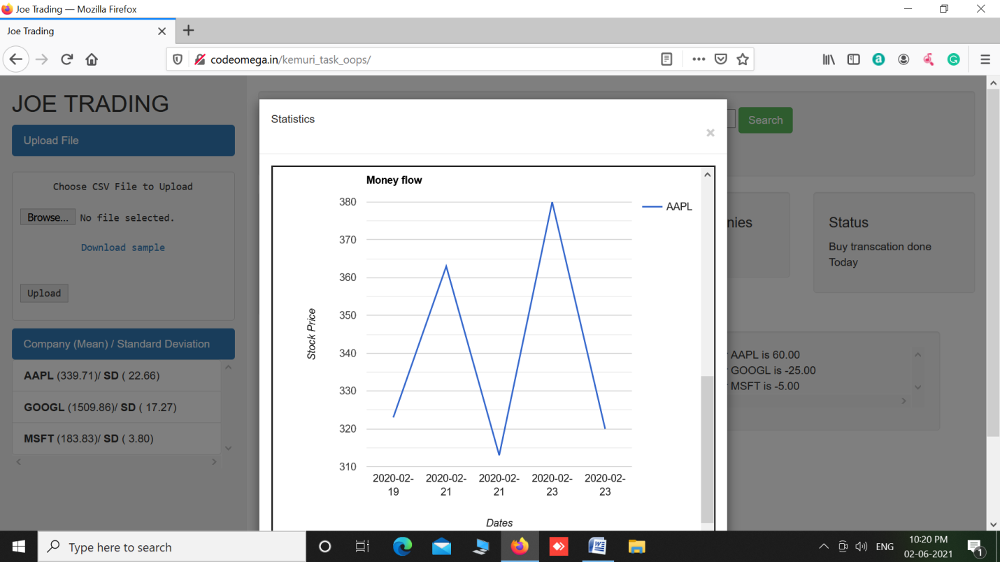 Joe Trading — Mozilla Firefox
Joe Trading
codeomega.in/kemuri_task_oops/
JOE TRADING
Upload File
Choose CSV File to Upload
Browse... No file selected.
Download sample
Upload
Company (Mean) / Standard Deviation
AAPL (339.71)/ SD ( 22.66)
GOOGL (1509.86)/ SD ( 17.27)
MSFT (183.83)/ SD ( 3.80)
Statistics
×
Money flow
AAPL
380
370
360
350
340
330
320
310
Stock Price
2020-02-19
2020-02-21
2020-02-21
2020-02-23
2020-02-23
Dates
Search
nies
Status
Buy transcation done
Today
AAPL is 60.00
GOOGL is -25.00
MSFT is -5.00
Type here to search
ENG
10:20 PM
02-06-2021
1